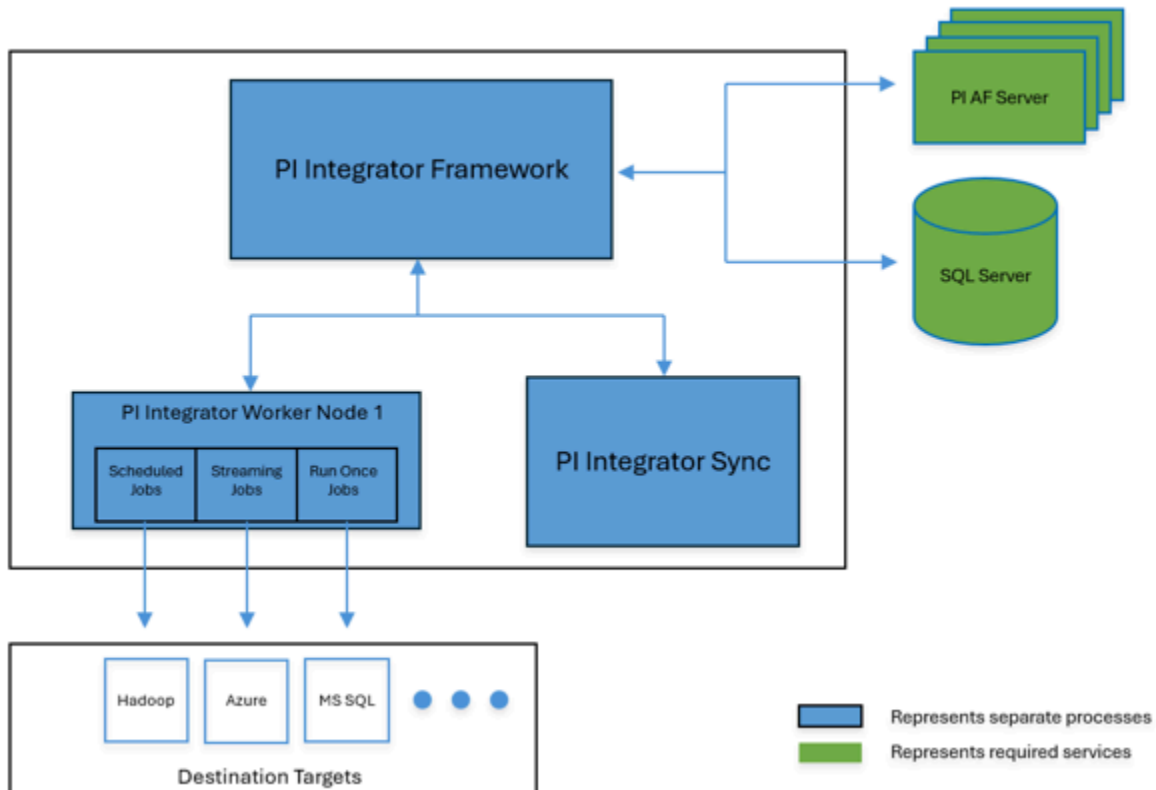 PI AF Server
PI Integrator Framework
SQL Server
PI Integrator Worker Node 1
Scheduled
Jobs
Streaming
Jobs
Run Once
Jobs
PI Integrator Sync
Hadoop
Azure
MS SQL
Destination Targets
Represents separate processes
Represents required services